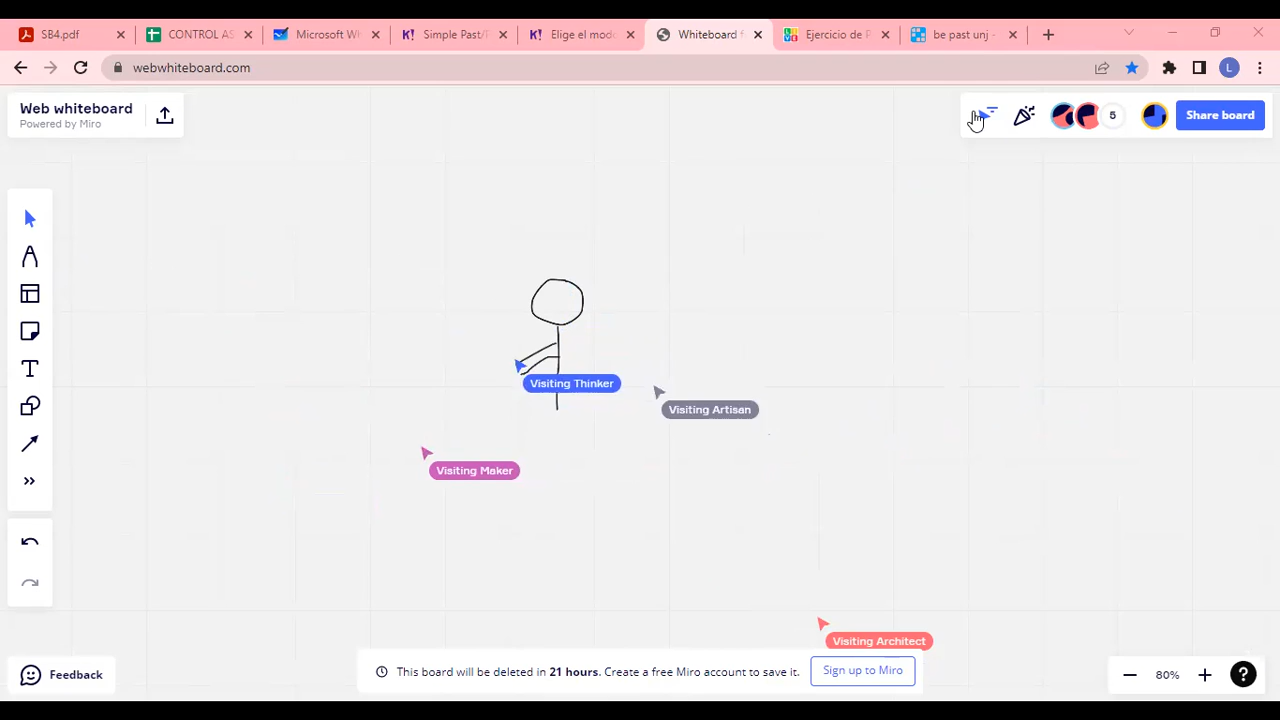 SB4.pdf
CONTROL AS
Microsoft Wh
Simple Past/T
Elige el mod
Whiteboard f
Ejercicio de P
be past unj -
webwhiteboard.com
L
Web whiteboard
Powered by Miro
5
Share board
Visiting Thinker
Visiting Artisan
Visiting Maker
Visiting Architect
Feedback
This board will be deleted in 21 hours. Create a free Miro account to save it.
Sign up to Miro
80%